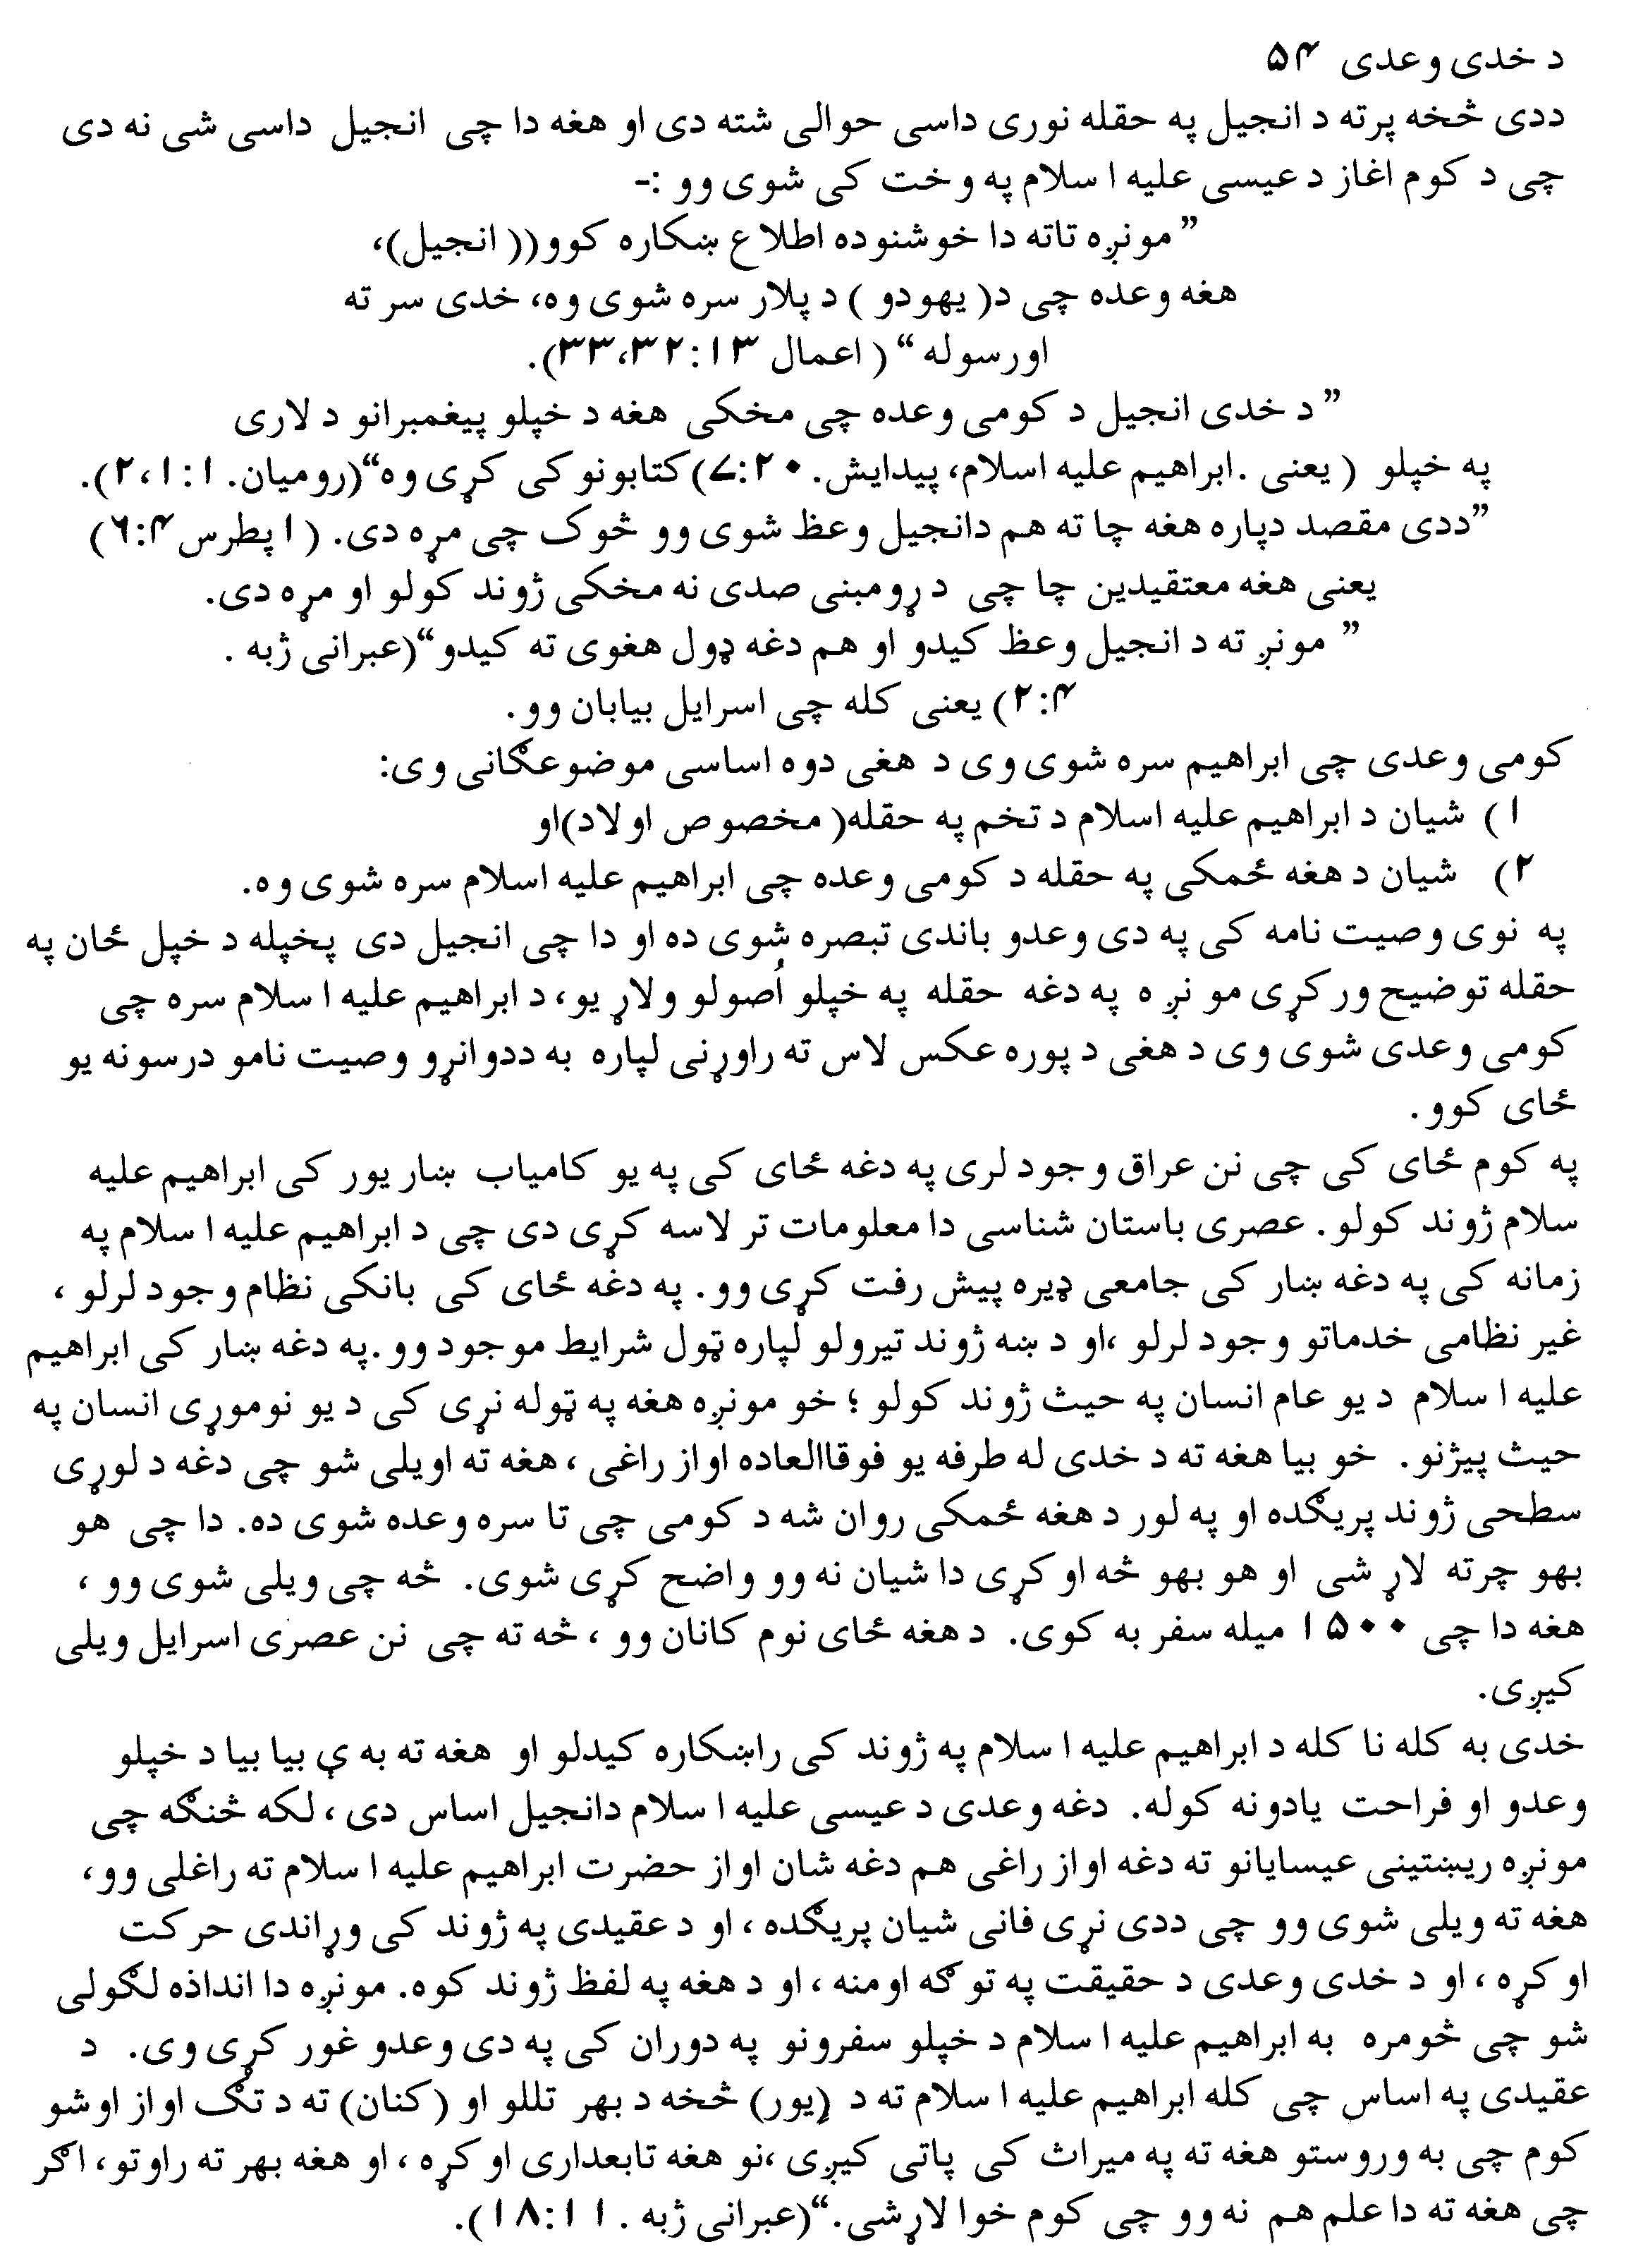 د خدی وعدی ۵۴
ددی څخه پرته د انجیل په حقله نوری داسی حوالی شته دی او هغه دا چی انجیل داسی شی نه دی
چی د کوم اغاز د عیسی علیه ا سلام په وخت کی شوی وو :-
” مونږه تاته دا خوشنوده اطلاع ښکاره کوو(( انجیل)،
هغه وعده چی د( یهودو ) د پلار سره شوی وه، خدی سر ته
اورسوله “ ( اعمال ۱۳:۳۲،۳۳).
” د خدی انجیل د کومی وعده چی مخکی هغه د خپلو پیغمبرانو د لاری
په خپلو ( یعنی .ابراهیم علیه اسلام، پیدایش. ۲۰:۷) کتابونو کی کړی وه“(رومیان. ۱:۱،۲).
”ددی مقصد دپاره هغه چا ته هم دانجیل وعظ شوی وو څوک چی مړه دی. ( ا پطرس ۴:۶)
یعنی هغه معتقیدین چا چی د ړومبنی صدی نه مخکی ژوند کولو او مړه دی.
” مونږ ته د انجیل وعظ کیدو او هم دغه ډول هغوی ته کیدو“(عبرانی ژبه .
۴:۲) یعنی کله چی اسرایل بیابان وو.
کومی وعدی چی ابراهیم سره شوی وی د هغی دوه اساسی موضوعګانی وی:
۱) شیان د ابراهیم علیه اسلام د تخم په حقله( مخصوص اولاد)او
۲) شیان د هغه ځمکی په حقله د کومی وعده چی ابراهیم علیه اسلام سره شوی وه.
په نوی وصیت نامه کی په دی وعدو باندی تبصره شوی ده او دا چی انجیل دی پخپله د خپل ځان په
حقله توضیح ورکړی مو نږ ه په دغه حقله په خپلو اُصولو ولاړ یو، د ابراهیم علیه ا سلام سره چی
کومی وعدی شوی وی د هغی د پوره عکس لاس ته راوړنی لپاره به ددوانړو وصیت نامو درسونه یو
ځای کوو.
په کوم ځای کی چی نن عراق وجود لری په دغه ځای کی په یو کامیاب ښار یور کی ابراهیم علیه
سلام ژوند کولو. عصری باستان شناسی دا معلومات تر لاسه کړی دی چی د ابراهیم علیه ا سلام په
زمانه کی په دغه ښار کی جامعی ډیره پیش رفت کړی وو. په دغه ځای کی بانکی نظام وجود لرلو ،
غیر نظامی خدماتو وجود لرلو ،او د ښه ژوند تیرولو لپاره ټول شرایط موجود وو.په دغه ښار کی ابراهیم
علیه ا سلام د یو عام انسان په حیث ژوند کولو ؛ خو مونږه هغه په ټوله نړی کی د یو نوموړی انسان په
حیث پیژنو. خو بیا هغه ته د خدی له طرفه یو فوقاالعاده اواز راغی ، هغه ته اویلی شو چی دغه د لوړی
سطحی ژوند پریګده او په لور د هغه ځمکی روان شه د کومی چی تا سره وعده شوی ده. دا چی هو
بهو چرته لاړ شی او هو بهو څه اوکړی دا شیان نه وو واضح کړی شوی. څه چی ویلی شوی وو ،
هغه دا چی ۱۵۰۰ میله سفر به کوی. د هغه ځای نوم کانان وو ، څه ته چی نن عصری اسرایل ویلی
کیږی.
خدی به کله نا کله د ابراهیم علیه ا سلام په ژوند کی راښکاره کیدلو او هغه ته به ې بیا بیا د خپلو
وعدو او فراحت یادونه کوله. دغه وعدی د عیسی علیه ا سلام دانجیل اساس دی ، لکه څنګه چی
مونږه ریښتینی عیسایانو ته دغه اواز راغی هم دغه شان اواز حضرت ابراهیم علیه ا سلام ته راغلی وو،
هغه ته ویلی شوی وو چی ددی نړی فانی شیان پریګده ، او د عقیدی په ژوند کی وړاندی حرکت
اوکړه ، او د خدی وعدی د حقیقت په توګه اومنه ، او د هغه په لفظ ژوند کوه. مونږه دا انداذه لګولی
شو چی څومره به ابراهیم علیه ا سلام د خپلو سفرونو په دوران کی په دی وعدو غور کړی وی. د
عقیدی په اساس چی کله ابراهیم علیه ا سلام ته د (یور) څخه د بهر تللو او (کنان) ته د تګ اواز اوشو
کوم چی به وروستو هغه ته په میراث کی پاتی کیږی ،نو هغه تابعداری اوکړه ، او هغه بهر ته راوتو، اګر
چی هغه ته دا علم هم نه وو چی کوم خوا لاړشی.“(عبرانی ژبه . ۱۸:۱۱).